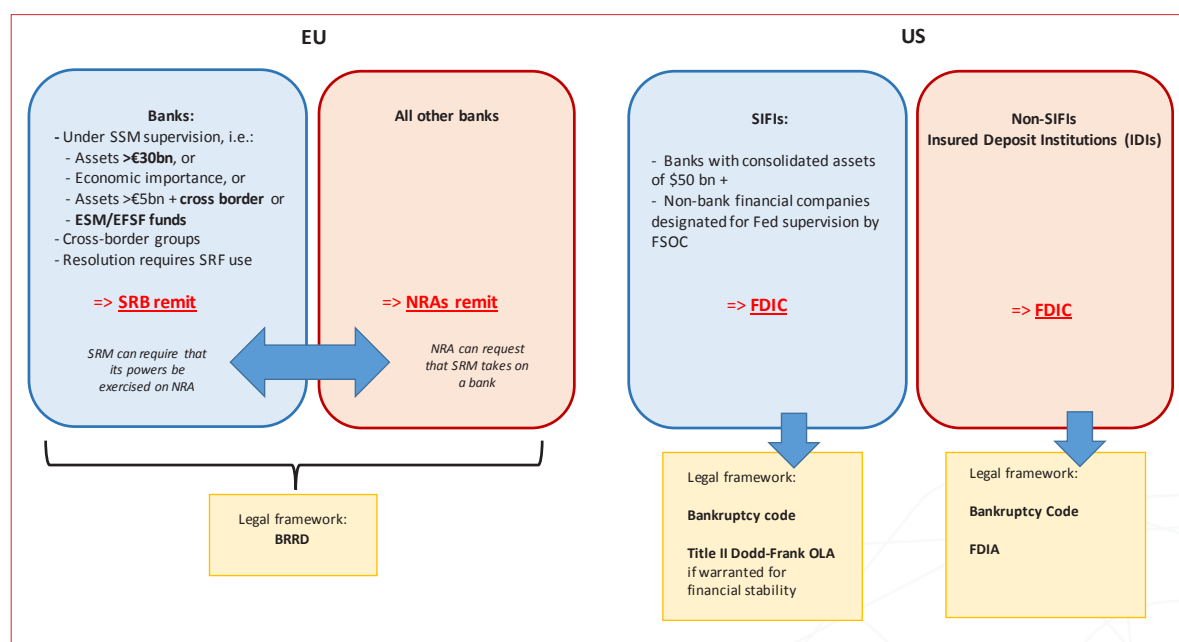 EU
Banks:
- Under SSM supervision, i.e.:
- Assets >€30bn, or
- Economic importance, or
- Assets >€5bn + cross border or
- ESM/EFSF funds
- Cross-border groups
- Resolution requires SRF use
=> SRB remit
SRM can require that
its powers be
exercised on NRA
All other banks
=> NRAs remit
NRA can request
that SRM takes on
a bank
Legal framework:
BRRD
US
SIFIs:
- Banks with consolidated assets
of $50 bn +
- Non-bank financial companies
designated for Fed supervision by
FSOC
=> FDIC
Legal framework:
Bankruptcy code
Title II Dodd-Frank OLA
if warranted for
financial stability
Non-SIFIs
Insured Deposit Institutions (IDIs)
=> FDIC
Legal framework:
Bankruptcy Code
FDIA